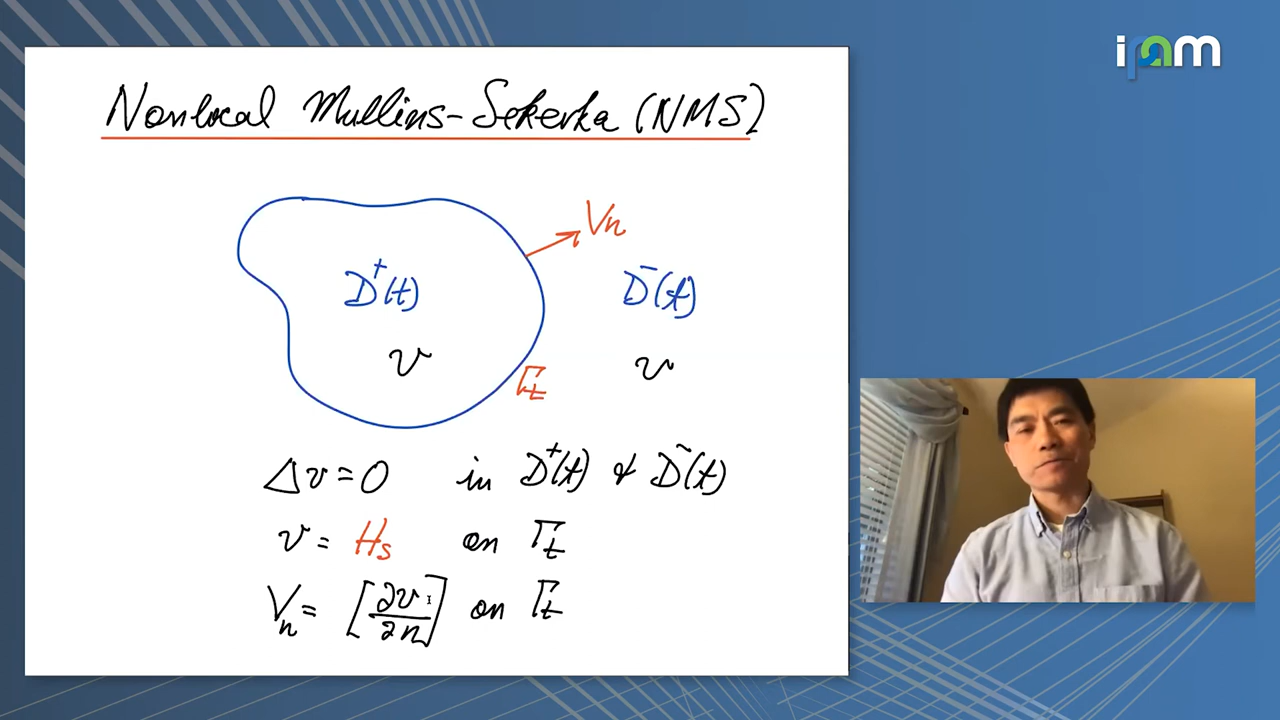 ipam
Nonlocal Mullins-Sekerka (NMS)
Vn
D⁺(t) D⁻(t)
v v
Γt
Δv = 0 in D⁺(t) & D⁻(t)
v = Hs on Γt
Vn = [∂v/∂n] on Γt